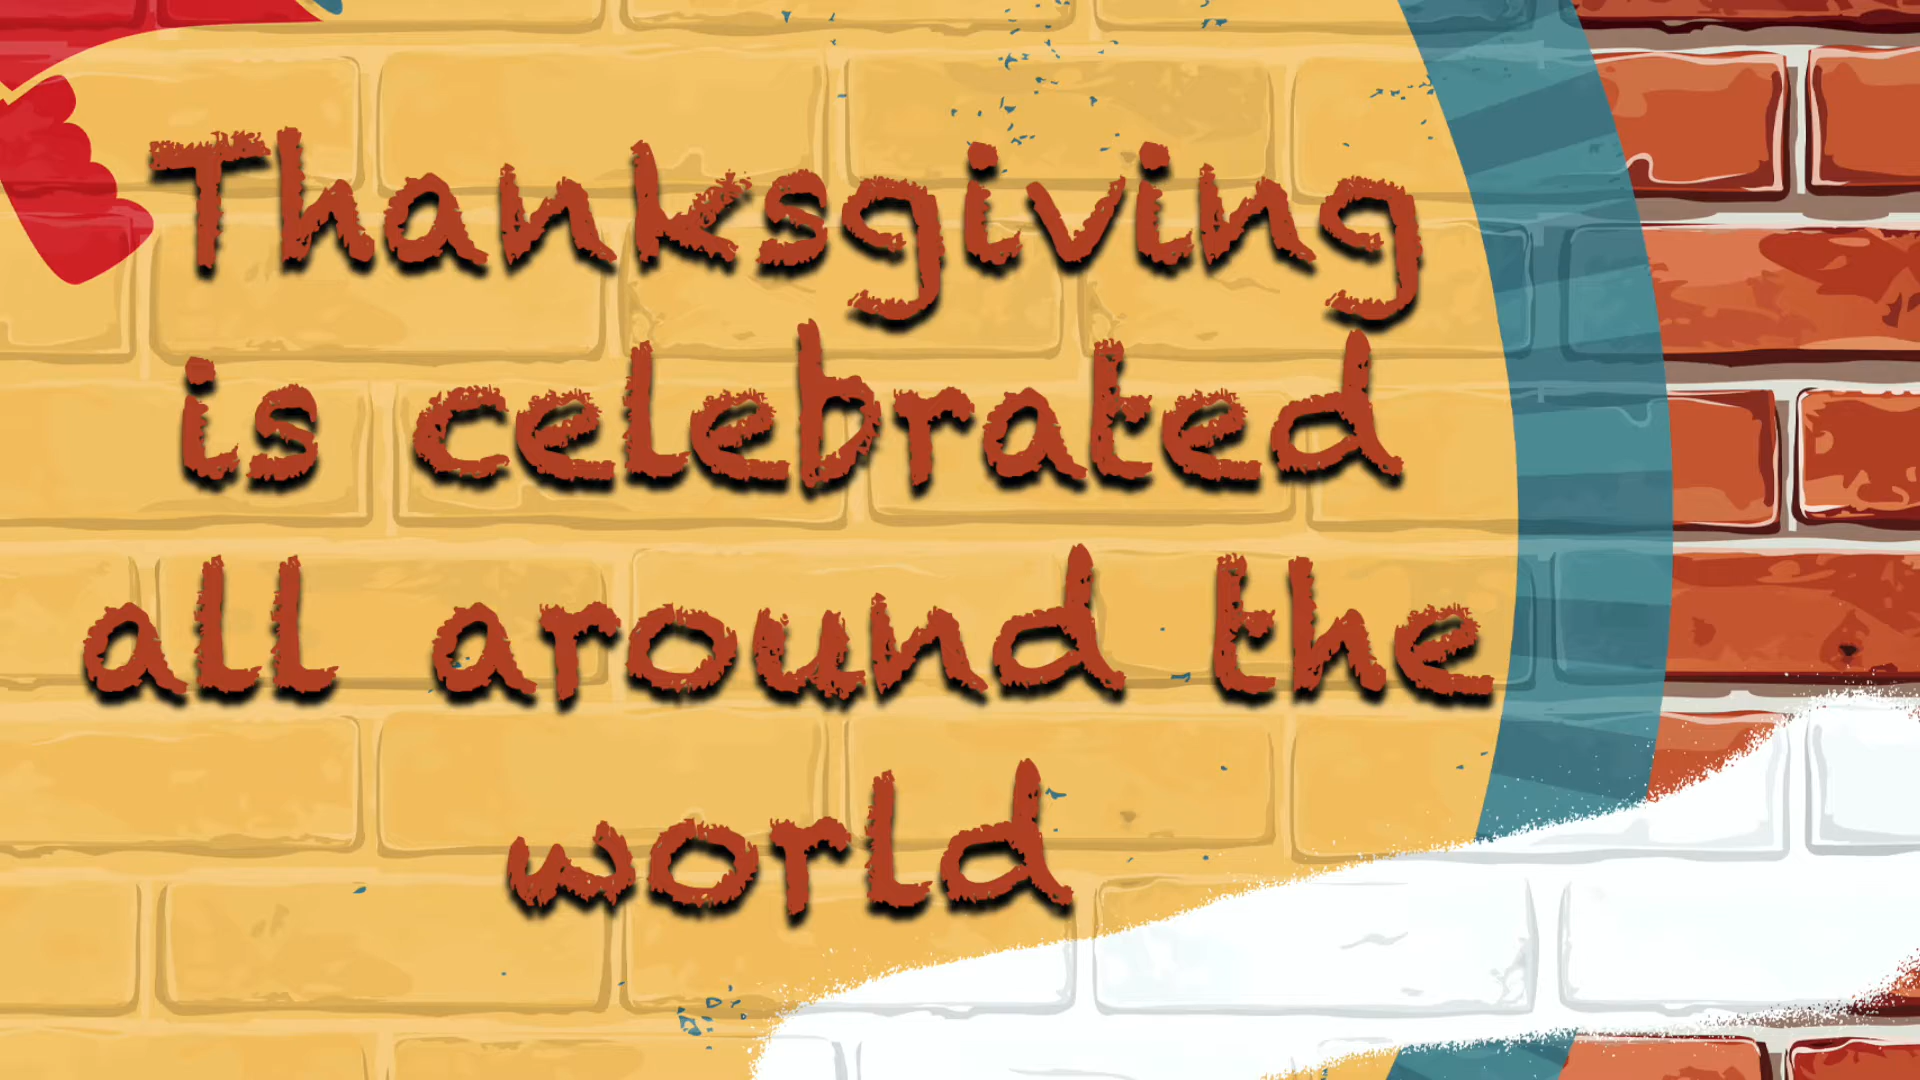 Thanksgiving
is celebrated
all around the
world